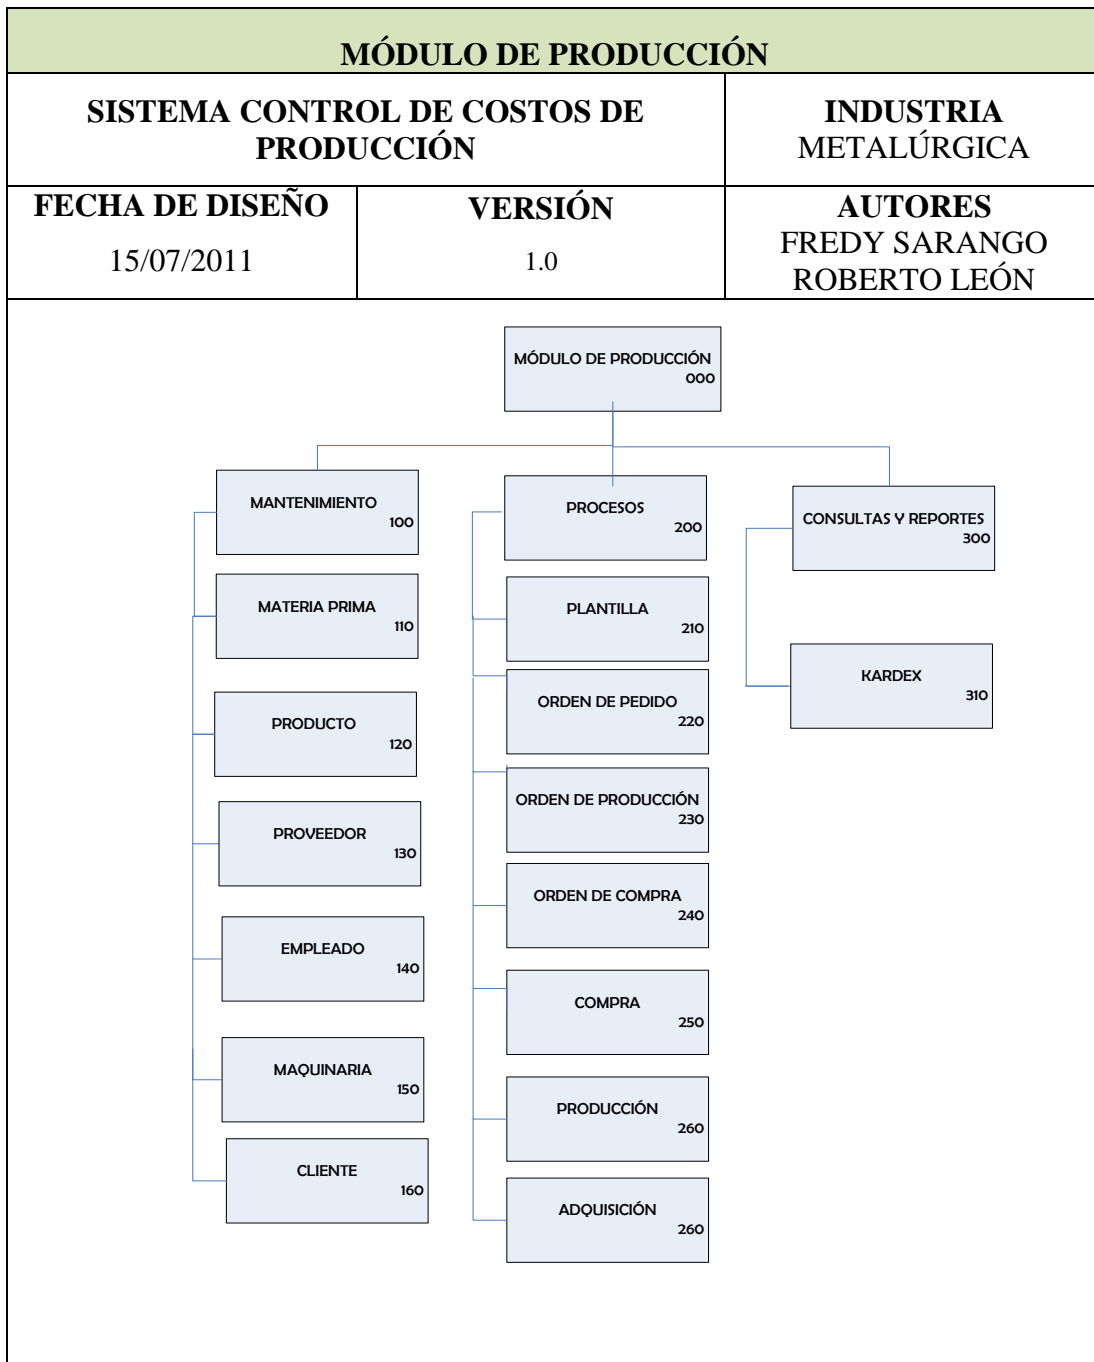 MÓDULO DE PRODUCCIÓN
SISTEMA CONTROL DE COSTOS DE
PRODUCCIÓN
INDUSTRIA
METALÚRGICA
FECHA DE DISEÑO
15/07/2011
VERSIÓN
1.0
AUTORES
FREDY SARANGO
ROBERTO LEÓN
MÓDULO DE PRODUCCIÓN
000
MANTENIMIENTO
100
MATERIA PRIMA
110
PRODUCTO
120
PROVEEDOR
130
EMPLEADO
140
MAQUINARIA
150
CLIENTE
160
PROCESOS
200
PLANTILLA
210
ORDEN DE PEDIDO
220
ORDEN DE PRODUCCIÓN
230
ORDEN DE COMPRA
240
COMPRA
250
PRODUCCIÓN
260
ADQUISICIÓN
260
CONSULTAS Y REPORTES
300
KARDEX
310